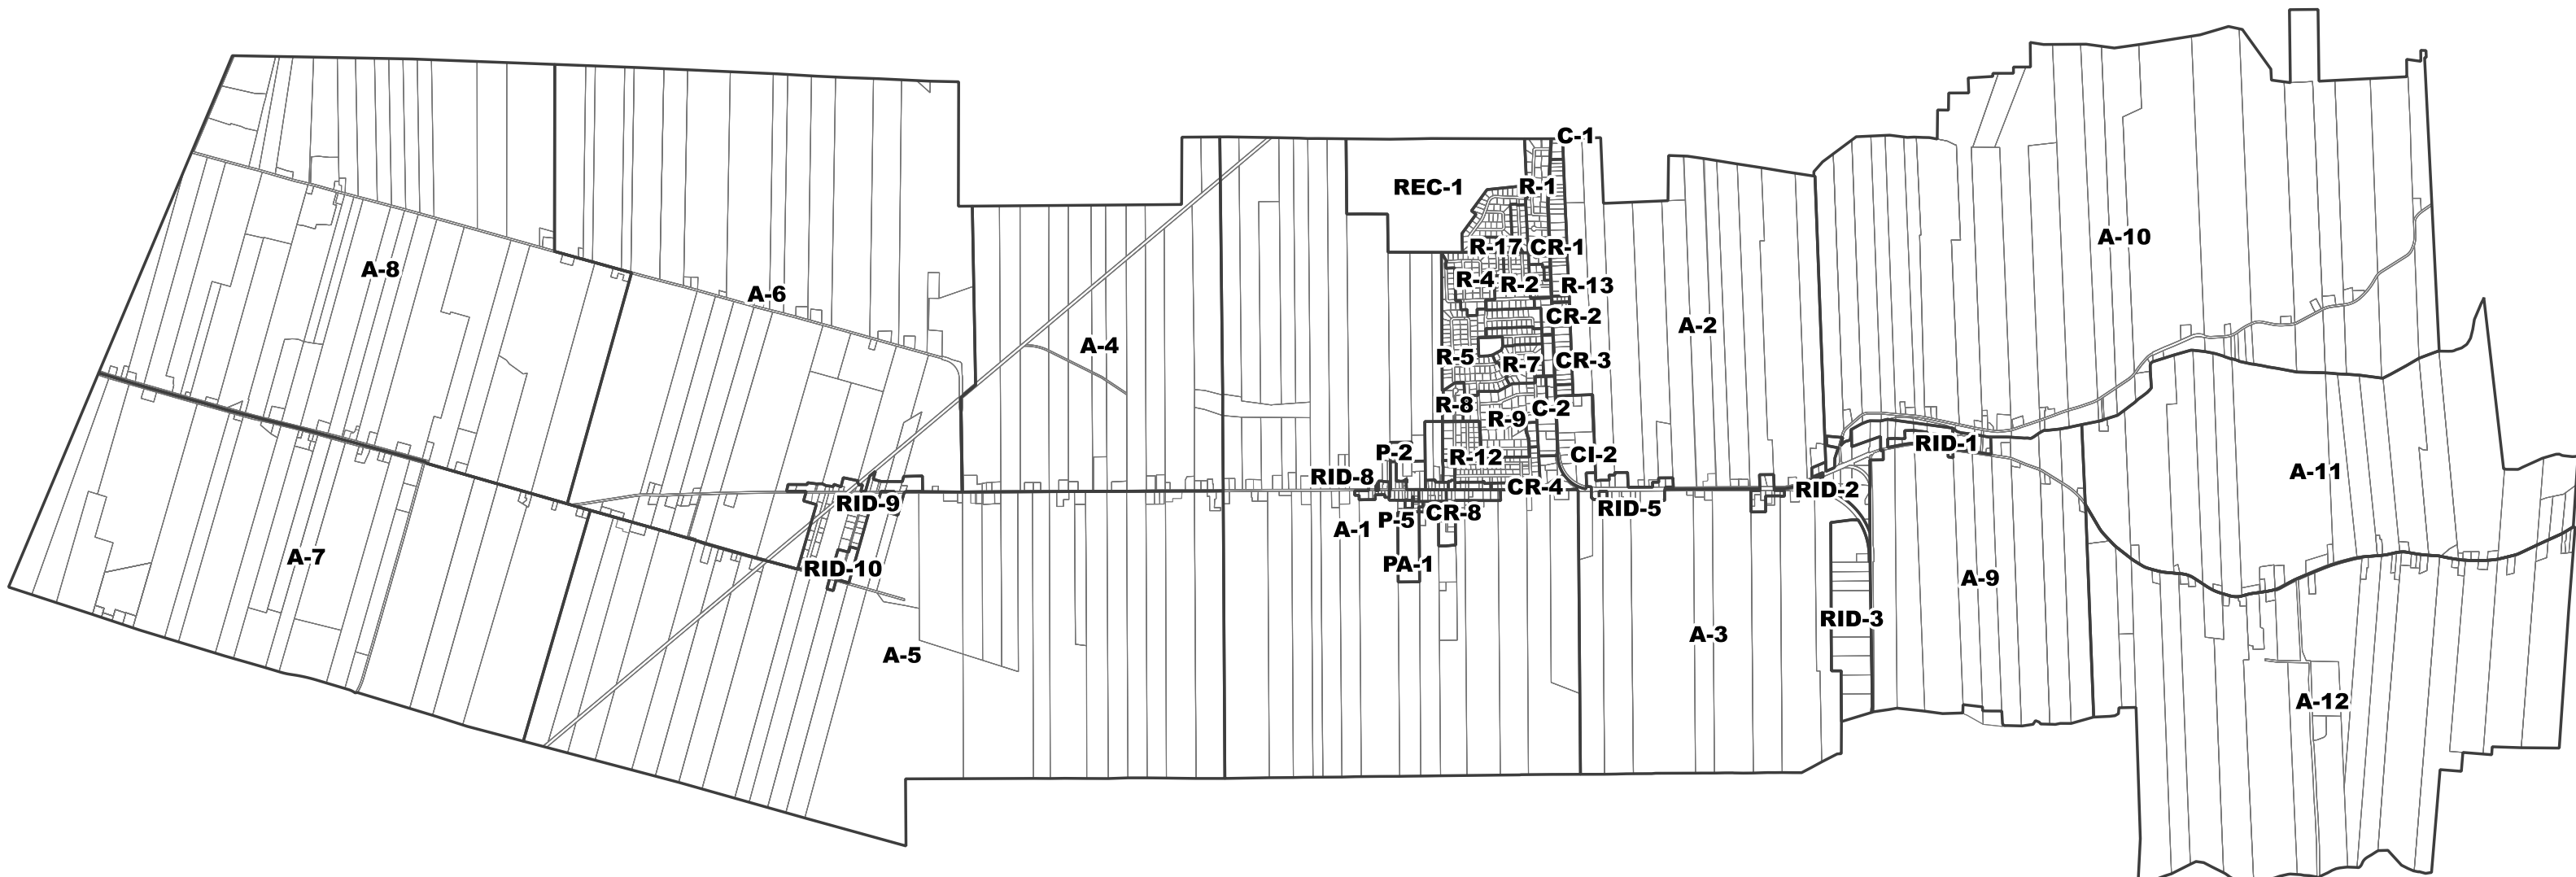 C-1
REC-1
R-1
A-10
R-17
CR-1
A-8
R-4
R-2
R-13
A-6
CR-2
A-2
A-4
R-5
R-7
CR-3
R-8
C-2
R-9
RID-1
P-2
R-12
CI-2
A-11
RID-8
CR-4
RID-2
RID-9
RID-5
A-1
P-5
CR-8
A-7
RID-10
PA-1
A-9
RID-3
A-3
A-5
A-12